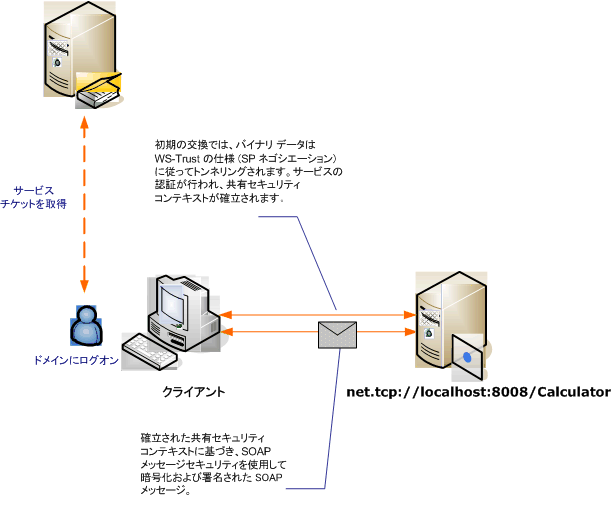 初期の交換では、バイナリ データは
WS-Trust の仕様 (SP ネゴシエーション)
に従ってトンネリングされます。サービスの
認証が行われ、共有セキュリティ
コンテキストが確立されます.
サービス
チケットを取得
ドメインにログオン
クライアント
net.tcp://localhost:8008/Calculator
確立された共有セキュリティ
コンテキストに基づき、SOAP
メッセージセキュリティを使用して
暗号化および署名された SOAP
メッセージ。